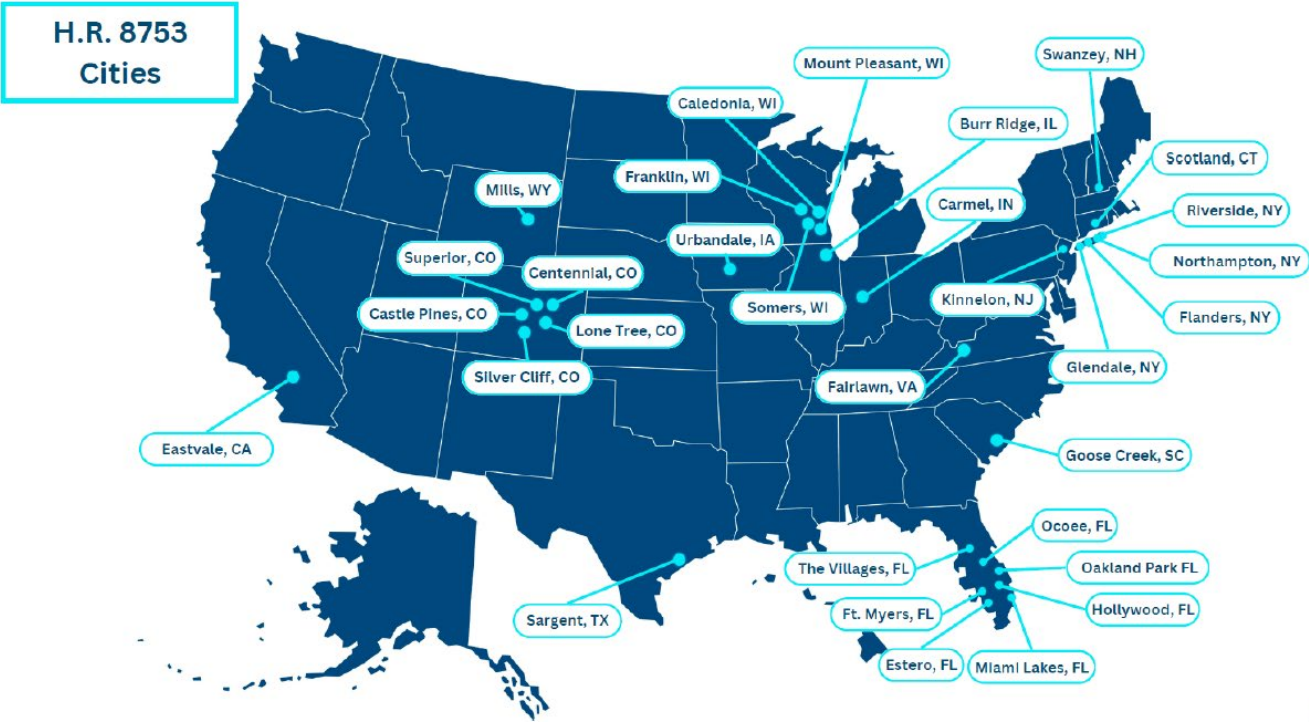 H.R. 8753
Cities
Swanzey, NH
Mount Pleasant, WI
Caledonia, WI
Burr Ridge, IL
Scotland, CT
Franklin, WI
Mills, WY
Carmel, IN
Riverside, NY
Urbandale, IA
Superior, CO
Centennial, CO
Northampton, NY
Kinnelon, NJ
Somers, WI
Castle Pines, CO
Lone Tree, CO
Flanders, NY
Glendale, NY
Silver Cliff, CO
Fairlawn, VA
Eastvale, CA
Goose Creek, SC
Ocoee, FL
The Villages, FL
Oakland Park FL
Ft. Myers, FL
Hollywood, FL
Sargent, TX
Estero, FL
Miami Lakes, FL